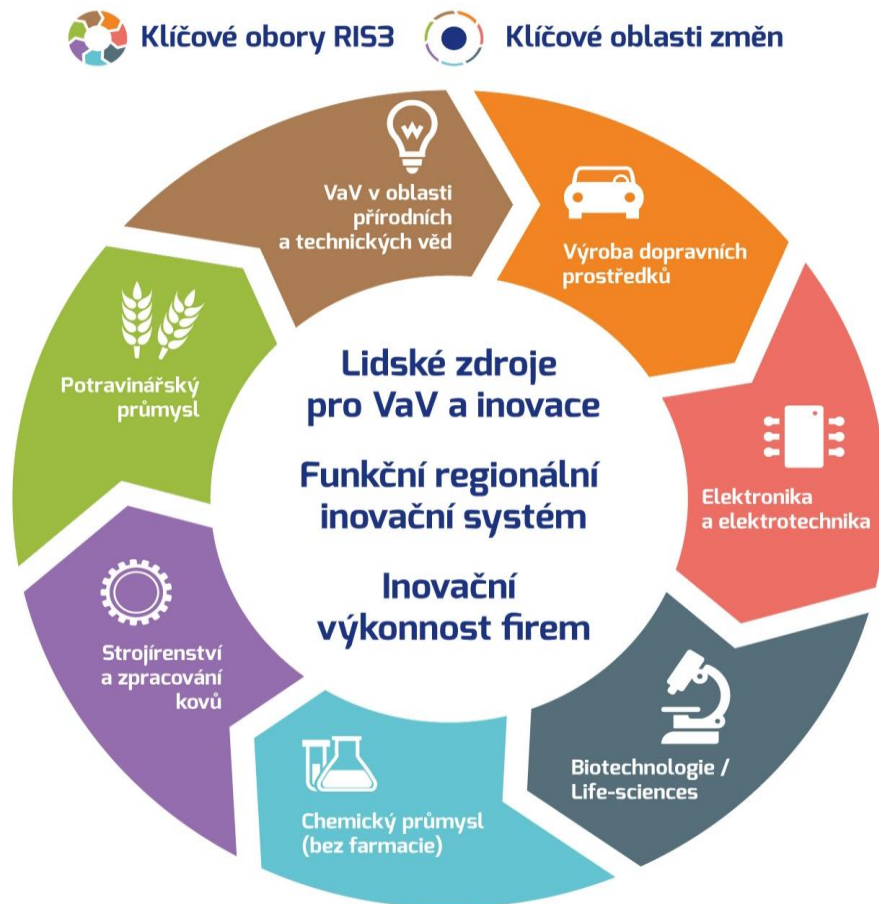 Klíčové obory RIS3
Klíčové oblasti změn
VaV v oblasti
přírodních
a technických věd
Výroba dopravních
prostředků
Elektronika
a elektrotechnika
Biotechnologie /
Life-sciences
Chemický průmysl
(bez farmacie)
Strojírenství
a zpracování
kovů
Potravinářský
průmysl
Lidské zdroje
pro VaV a inovace
Funkční regionální
inovační systém
Inovační
výkonnost firem